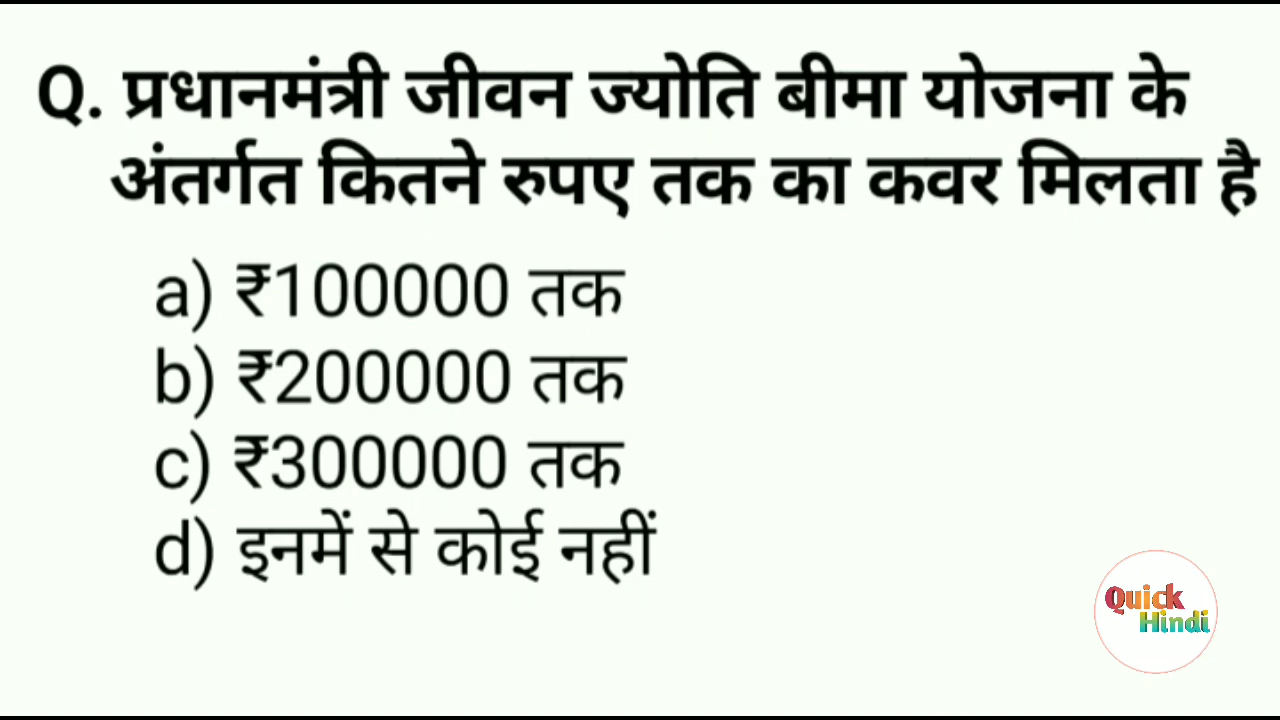 Q. प्रधानमंत्री जीवन ज्योति बीमा योजना के
अंतर्गत कितने रुपए तक का कवर मिलता है
a) ₹100000 तक
b) ₹200000 तक
c) ₹300000 तक
d) इनमें से कोई नहीं
Quick
Hindi